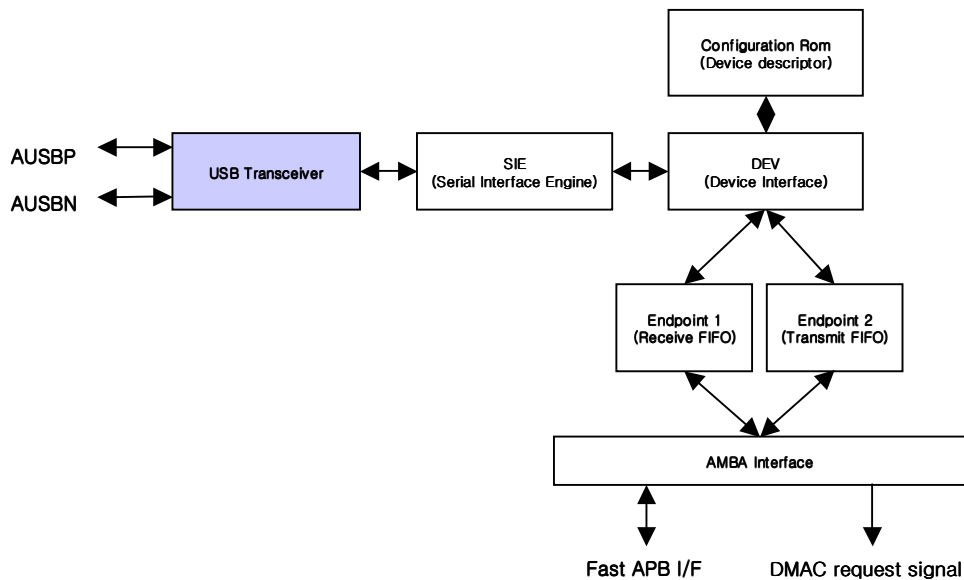 Configuration Rom
(Device descriptor)
AUSBP
AUSBN
USB Transceiver
SIE
(Serial Interface Engine)
DEV
(Device Interface)
Endpoint 1
(Receive FIFO)
Endpoint 2
(Transmit FIFO)
AMBA Interface
Fast APB I/F
DMAC request signal